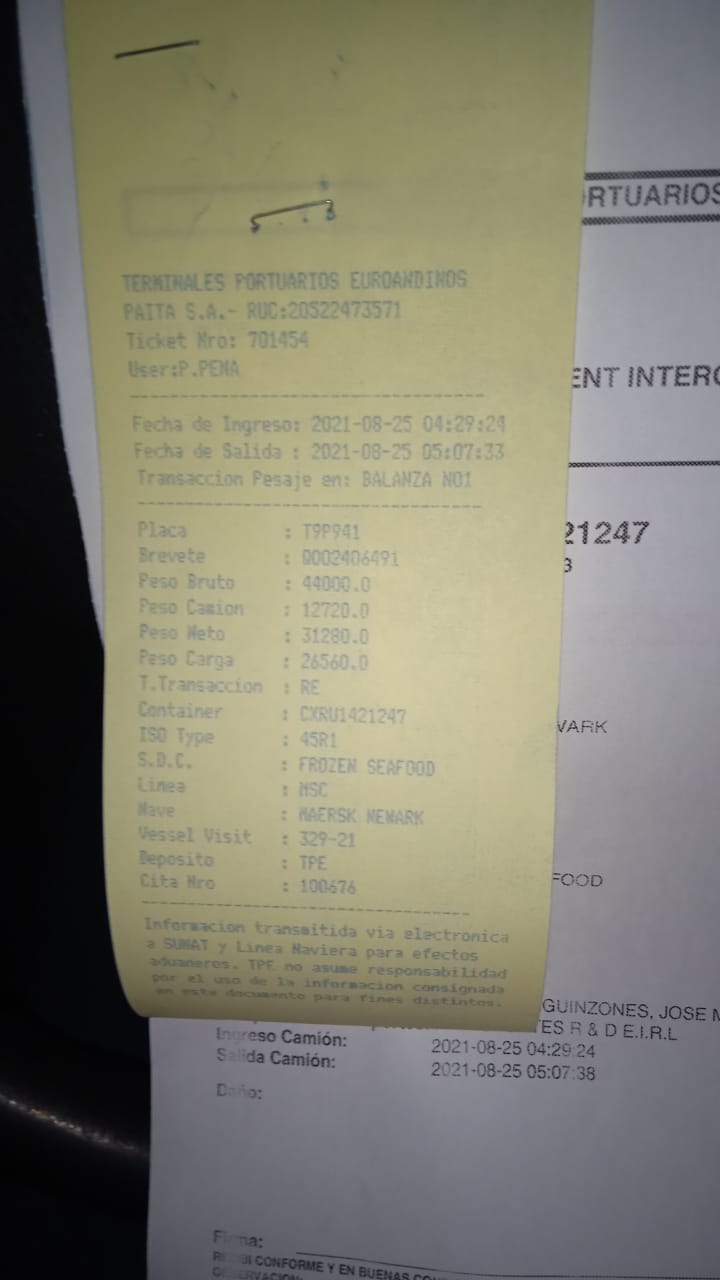 TERMINALES PORTUARIOS EUROANDINOS
PAITA S.A.- RUC:20522473571
Ticket Nro: 701454
User:P.PENA
Fecha de Ingreso: 2021-08-25 04:29:24
Fecha de Salida : 2021-08-25 05:07:33
Transaccion Pesaje en: BALANZA NO1
Placa : T9P941
Brevete : Q002406491
Peso Bruto : 44000.0
Peso Camion : 12720.0
Peso Neto : 31280.0
Peso Carga : 26560.0
T.Transaccion : RE
Container : CXRU1421247
ISO Type : 45R1
S.D.C. : FROZEN SEAFOOD
Linea : MSC
Nave : MAERSK NEWARK
Vessel Visit : 329-21
Deposito : TPE
Cita Nro : 100676
Informacion transmitida via electronica
a SUNAT y Linea Naviera para efectos
aduaneros. TPE no asume responsabilidad
por el uso de la informacion consignada
en este documento para fines distintos.
RTUARIOS
ENT INTERC
21247
3
WARK
FOOD
GUINZONES, JOSE M
TES R & D E.I.R.L
Ingreso Camión: 2021-08-25 04:29:24
Salida Camión: 2021-08-25 05:07:38
Daño:
Firma:
RECIBI CONFORME Y EN BUENAS CO
OBSERVACION: